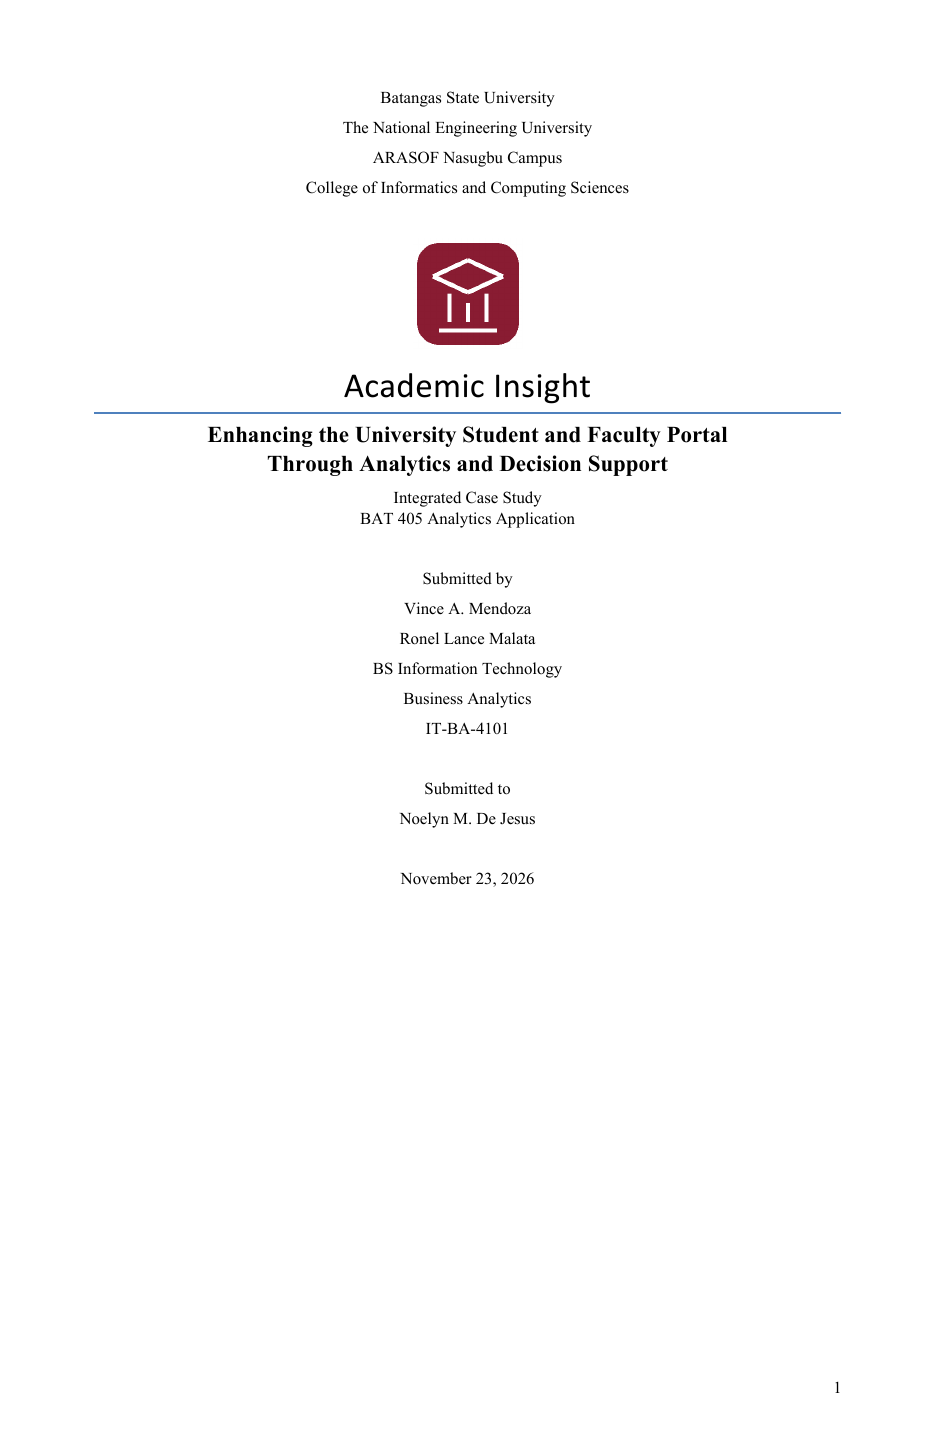 Batangas State University
The National Engineering University
ARASOF Nasugbu Campus
College of Informatics and Computing Sciences
Academic Insight
Enhancing the University Student and Faculty Portal
Through Analytics and Decision Support
Integrated Case Study
BAT 405 Analytics Application
Submitted by
Vince A. Mendoza
Ronel Lance Malata
BS Information Technology
Business Analytics
IT-BA-4101
Submitted to
Noelyn M. De Jesus
November 23, 2026
1